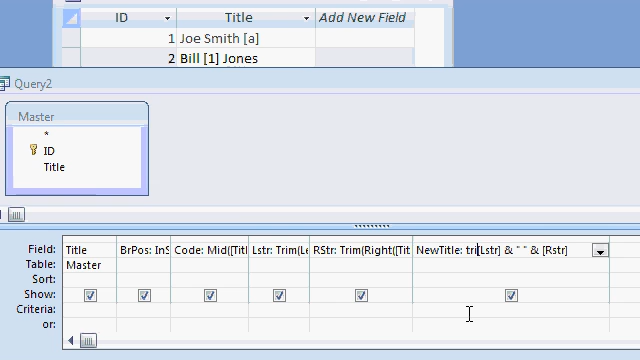 ID Title Add New Field
1 Joe Smith [a]
2 Bill [1] Jones
Query2
Master
*
ID
Title
Field: Title BrPos: InS Code: Mid([Titl Lstr: Trim(Le RStr: Trim(Right([Tit NewTitle: tri[Lstr] & " " & [Rstr]
Table: Master
Sort:
Show:
Criteria:
or: